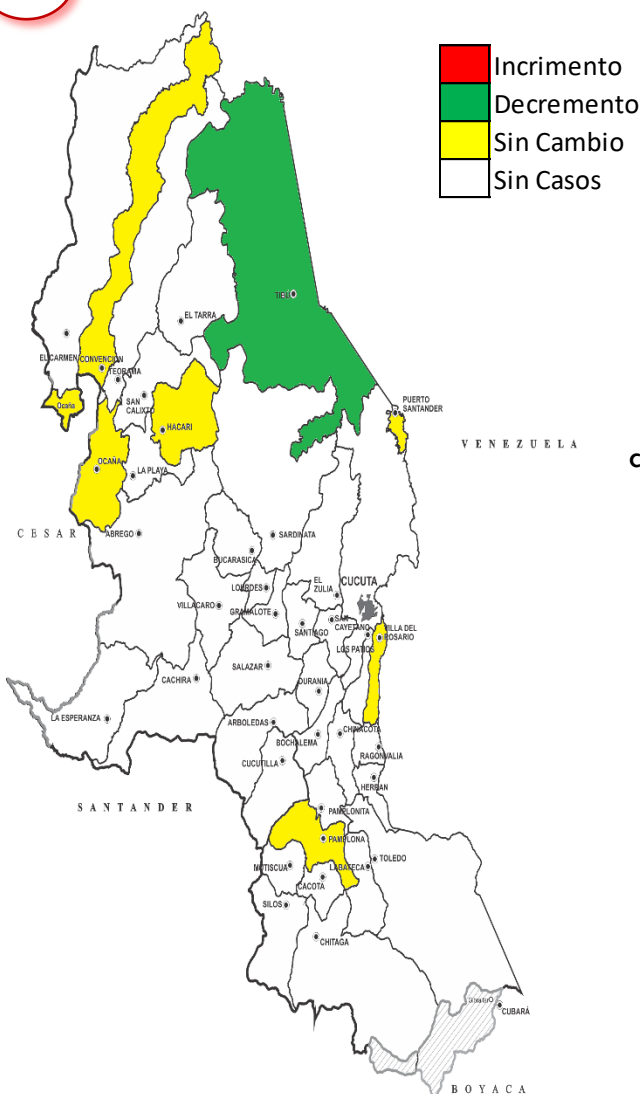 Incrimento
Decremento
Sin Cambio
Sin Casos
TIBÚ
EL TARRA
EL CARMEN
CONVENCION
TEORAMA
SAN
CALIXTO
Ocaña
HACARI
PUERTO
SANTANDER
VENEZUELA
C
OCAÑA
LA PLAYA
CESAR
ABREGO
SARDINATA
BUCARASICA
LOURDES
EL
ZULIA
CUCUTA
VILLACARO
GRAMALOTE
SANTIAGO
SAN
CAYETANO
VILLA DEL
ROSARIO
LOS PATIOS
SALAZAR
CACHIRA
DURANIA
LA ESPERANZA
ARBOLEDAS
BOCHALEMA
CHINACOTA
CUCUTILLA
RAGONVALIA
HERRAN
SANTANDER
PAMPLONITA
PAMPLONA
MUTISCUA
LABATECA
TOLEDO
CACOTA
SILOS
CHITAGA
CUBARÁ
BOYACA